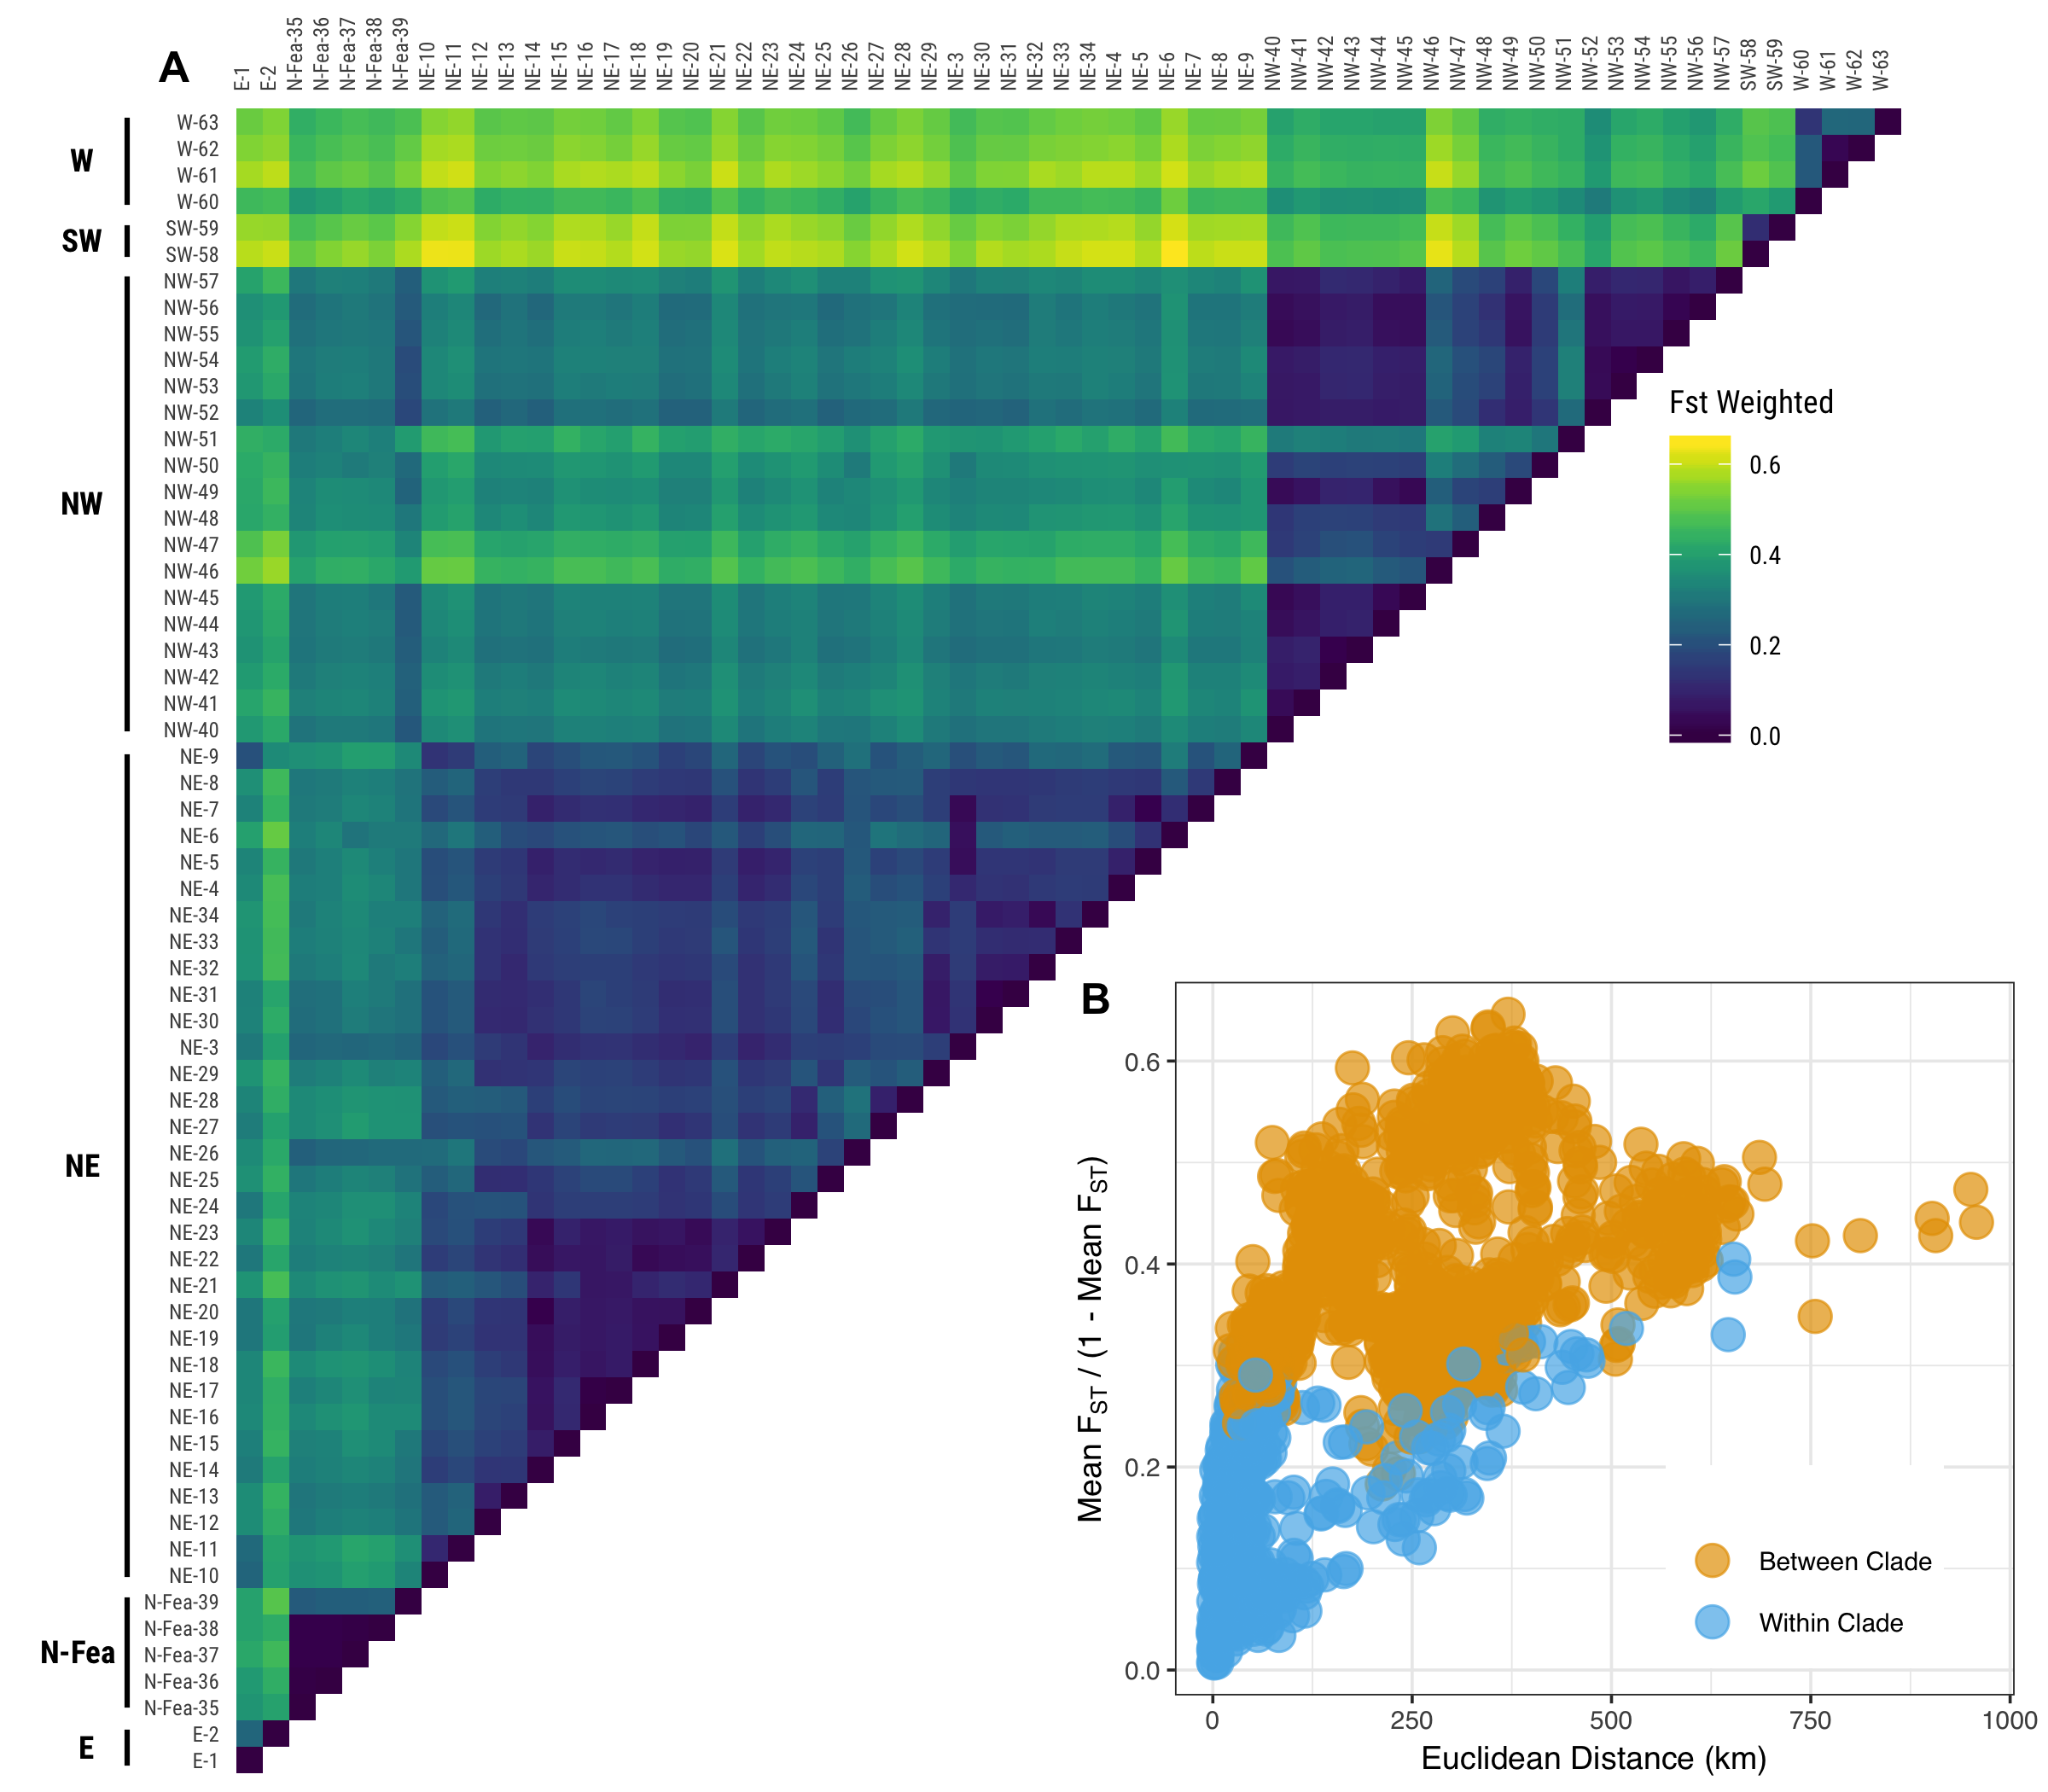 A
E-1 E-2 N-Fea-35 N-Fea-36 N-Fea-37 N-Fea-38 N-Fea-39 NE-10 NE-11 NE-12 NE-13 NE-14 NE-15 NE-16 NE-17 NE-18 NE-19 NE-20 NE-21 NE-22 NE-23 NE-24 NE-25 NE-26 NE-27 NE-28 NE-29 NE-3 NE-30 NE-31 NE-32 NE-33 NE-34 NE-4 NE-5 NE-6 NE-7 NE-8 NE-9 NW-40 NW-41 NW-42 NW-43 NW-44 NW-45 NW-46 NW-47 NW-48 NW-49 NW-50 NW-51 NW-52 NW-53 NW-54 NW-55 NW-56 NW-57 SW-58 SW-59 W-60 W-61 W-62 W-63
W
W-63
W-62
W-61
W-60
SW
SW-59
SW-58
NW
NW-57
NW-56
NW-55
NW-54
NW-53
NW-52
NW-51
NW-50
NW-49
NW-48
NW-47
NW-46
NW-45
NW-44
NW-43
NW-42
NW-41
NW-40
NE
NE-9
NE-8
NE-7
NE-6
NE-5
NE-4
NE-34
NE-33
NE-32
NE-31
NE-30
NE-3
NE-29
NE-28
NE-27
NE-26
NE-25
NE-24
NE-23
NE-22
NE-21
NE-20
NE-19
NE-18
NE-17
NE-16
NE-15
NE-14
NE-13
NE-12
NE-11
NE-10
N-Fea
N-Fea-39
N-Fea-38
N-Fea-37
N-Fea-36
N-Fea-35
E
E-2
E-1
Fst Weighted
0.6
0.4
0.2
0.0
B
Mean FST / (1 - Mean FST)
0.6
0.4
0.2
0.0
Between Clade
Within Clade
0 250 500 750 1000
Euclidean Distance (km)